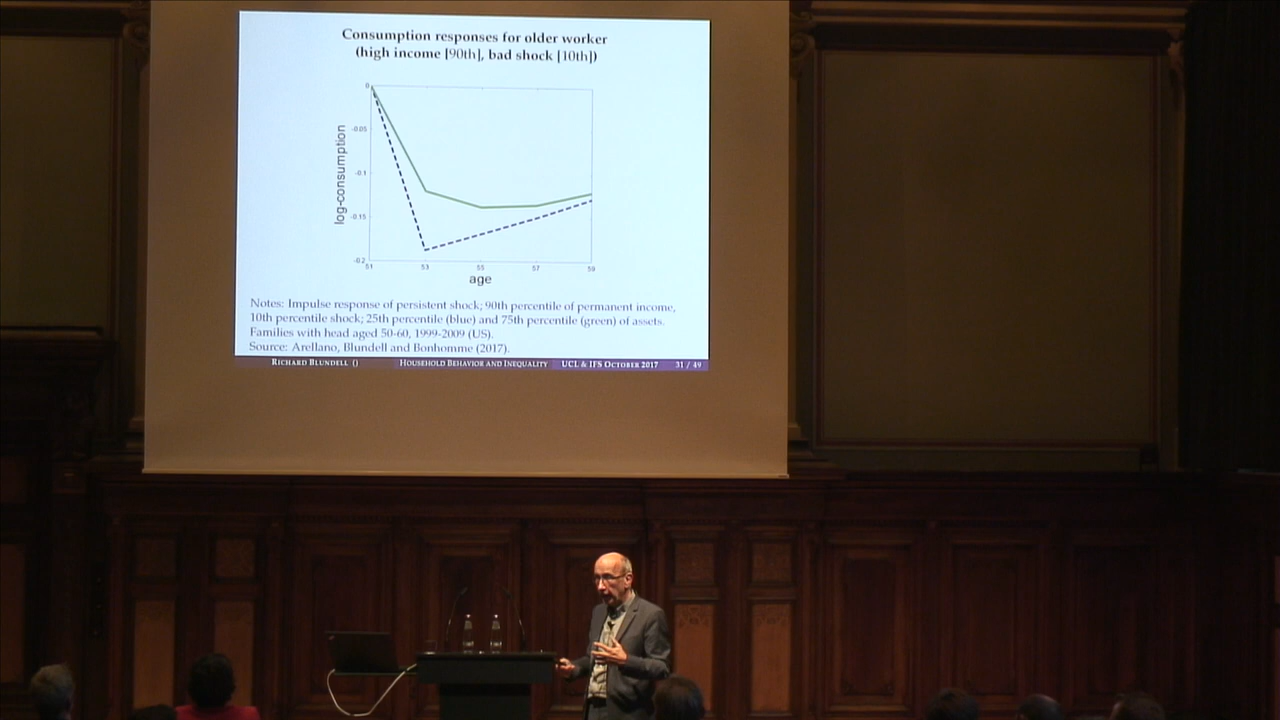 Consumption responses for older worker
(high income [90th], bad shock [10th])
0
-0.05
-0.1
-0.15
-0.2
log-consumption
51 53 55 57 59
age
Notes: Impulse response of persistent shock; 90th percentile of permanent income,
10th percentile shock; 25th percentile (blue) and 75th percentile (green) of assets.
Families with head aged 50-60, 1999-2009 (US).
Source: Arellano, Blundell and Bonhomme (2017).
RICHARD BLUNDELL () HOUSEHOLD BEHAVIOR AND INEQUALITY UCL & IFS OCTOBER 2017 31 / 49